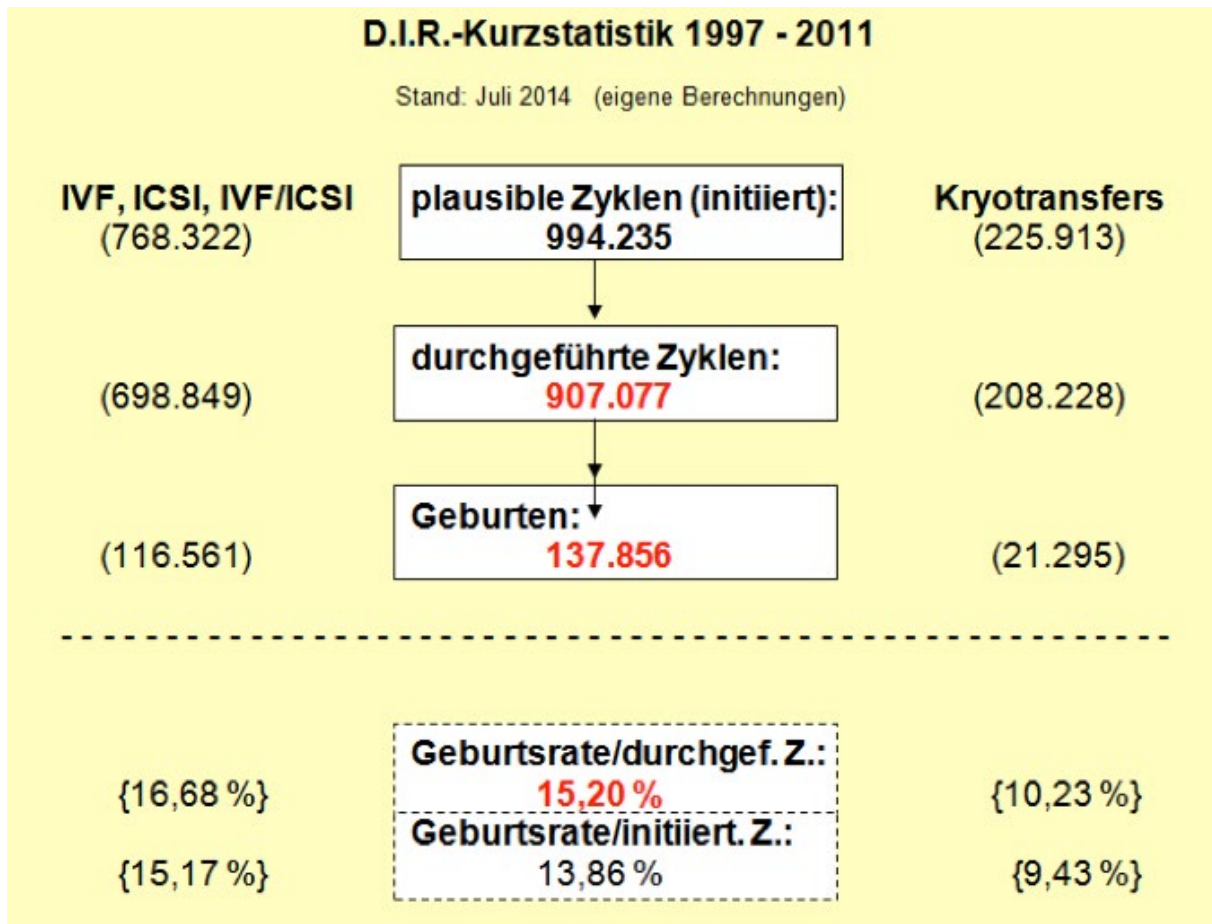 D.I.R.-Kurzstatistik 1997 - 2011
Stand: Juli 2014 (eigene Berechnungen)
IVF, ICSI, IVF/ICSI plausible Zyklen (initiiert): Kryotransfers
(768.322) 994.235 (225.913)
durchgeführte Zyklen:
(698.849) 907.077 (208.228)
Geburten:
(116.561) 137.856 (21.295)
Geburtsrate/durchgef. Z.:
{16,68 %} 15,20 % {10,23 %}
Geburtsrate/initiiert. Z.:
{15,17 %} 13,86 % {9,43 %}